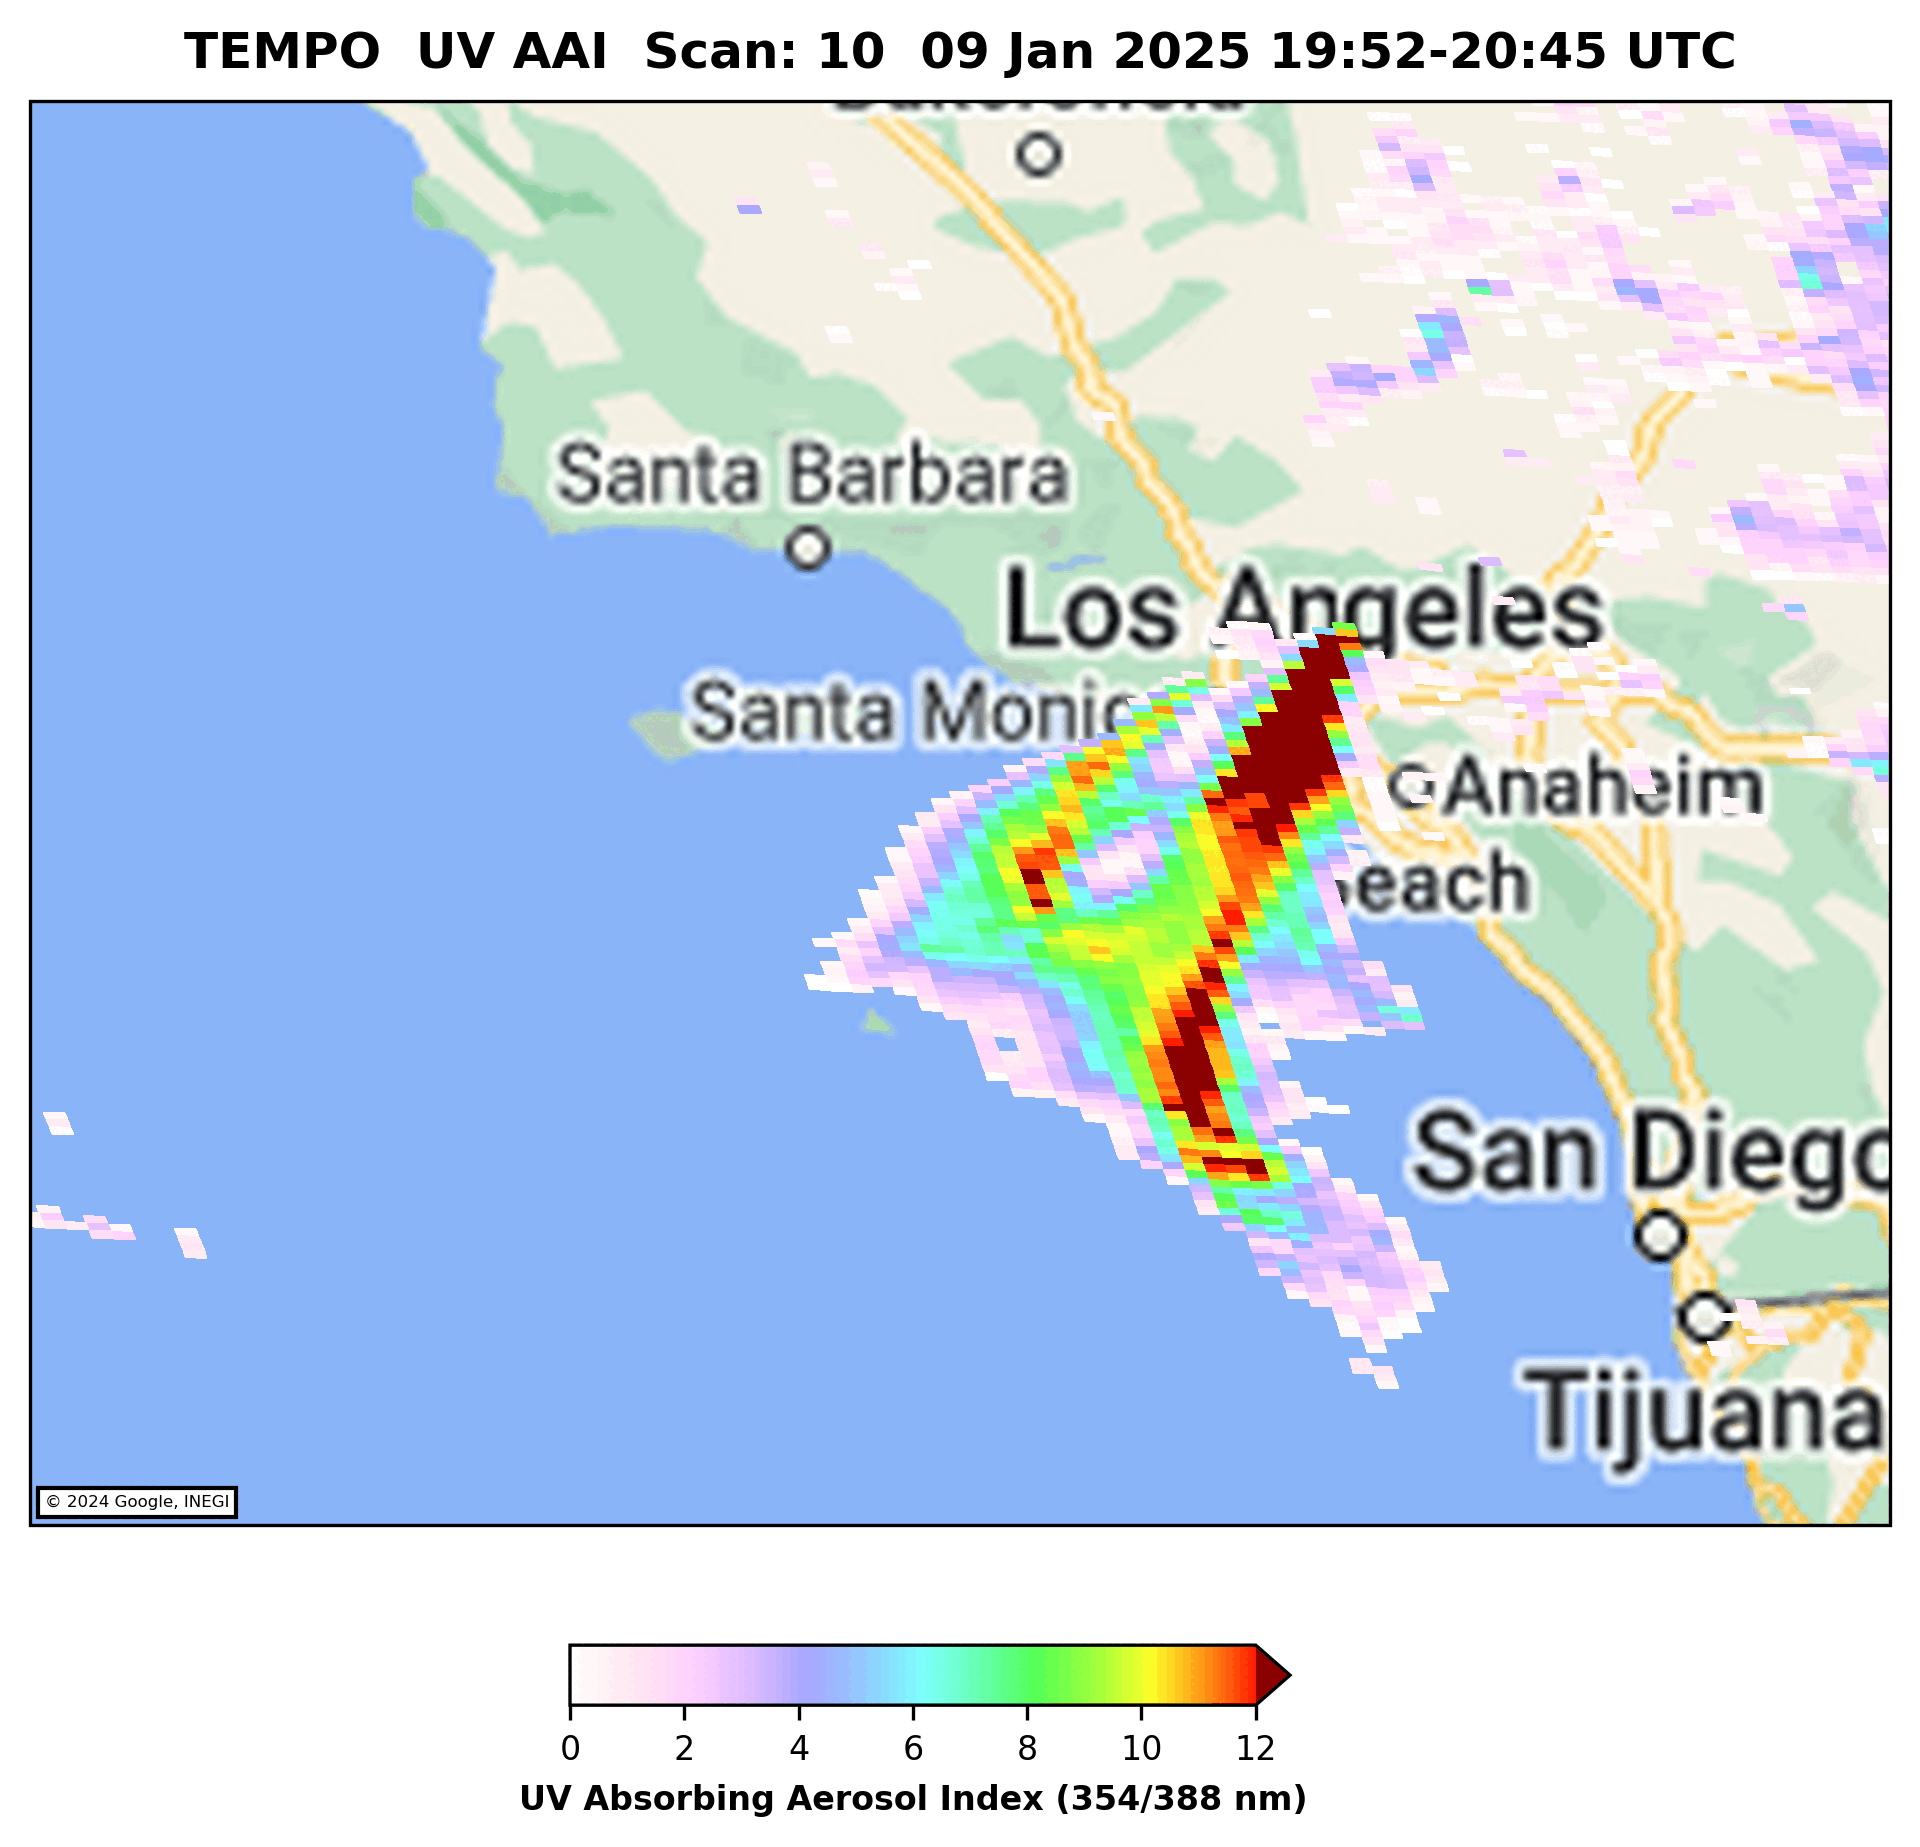 TEMPO  UV AAI  Scan: 10  09 Jan 2025 19:52-20:45 UTC
Santa Barbara
Los Angeles
Santa Monic
Anaheim
each
San Diego
Tijuana
© 2024 Google, INEGI
0 2 4 6 8 10 12
UV Absorbing Aerosol Index (354/388 nm)